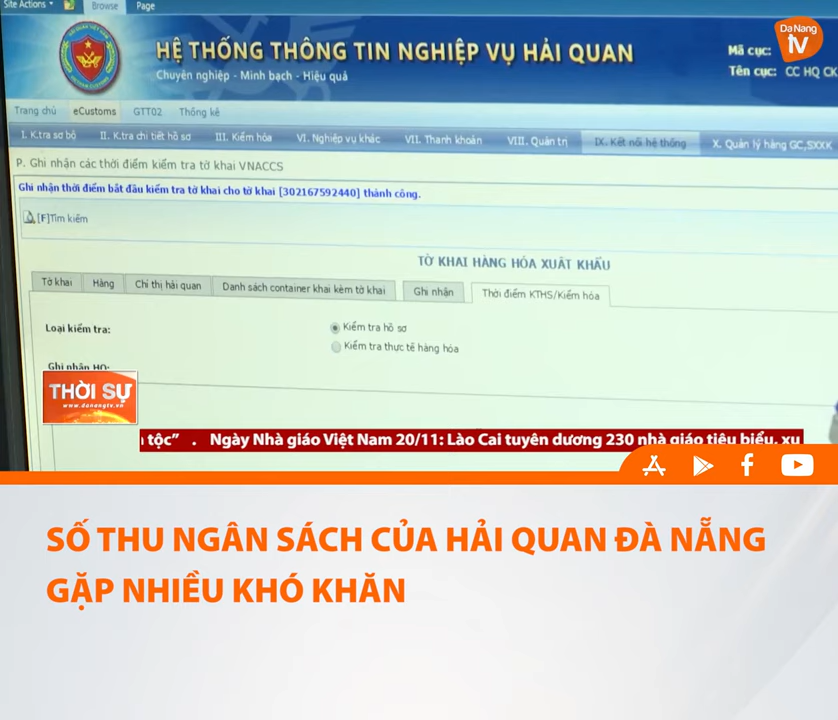 Site Actions
Browse
Page
HỆ THỐNG THÔNG TIN NGHIỆP VỤ HẢI QUAN
Chuyên nghiệp - Minh bạch - Hiệu quả
Mã cục:
Tên cục: CC HQ CK
DaNang
TV
Trang chủ eCustoms GTT02 Thống kê
I. K.tra sơ bộ II. K.tra chi tiết hồ sơ III. Kiểm hóa VI. Nghiệp vụ khác VII. Thanh khoản VIII. Quản trị IX. Kết nối hệ thống X. Quản lý hàng GC,SXXK
P. Ghi nhận các thời điểm kiểm tra tờ khai VNACCS
Ghi nhận thời điểm bắt đầu kiểm tra tờ khai cho tờ khai [302167592440] thành công.
[F]Tìm kiếm
TỜ KHAI HÀNG HÓA XUẤT KHẨU
Tờ khai Hàng Chỉ thị hải quan Danh sách container khai kèm tờ khai Ghi nhận Thời điểm KTHS/Kiểm hóa
Loại kiểm tra:
Kiểm tra hồ sơ
Kiểm tra thực tế hàng hóa
Ghi nhận HQ:
THỜI SỰ
www.danangtv.vn
tộc” . Ngày Nhà giáo Việt Nam 20/11: Lào Cai tuyên dương 230 nhà giáo tiêu biểu, xu
SỐ THU NGÂN SÁCH CỦA HẢI QUAN ĐÀ NẴNG
GẶP NHIỀU KHÓ KHĂN